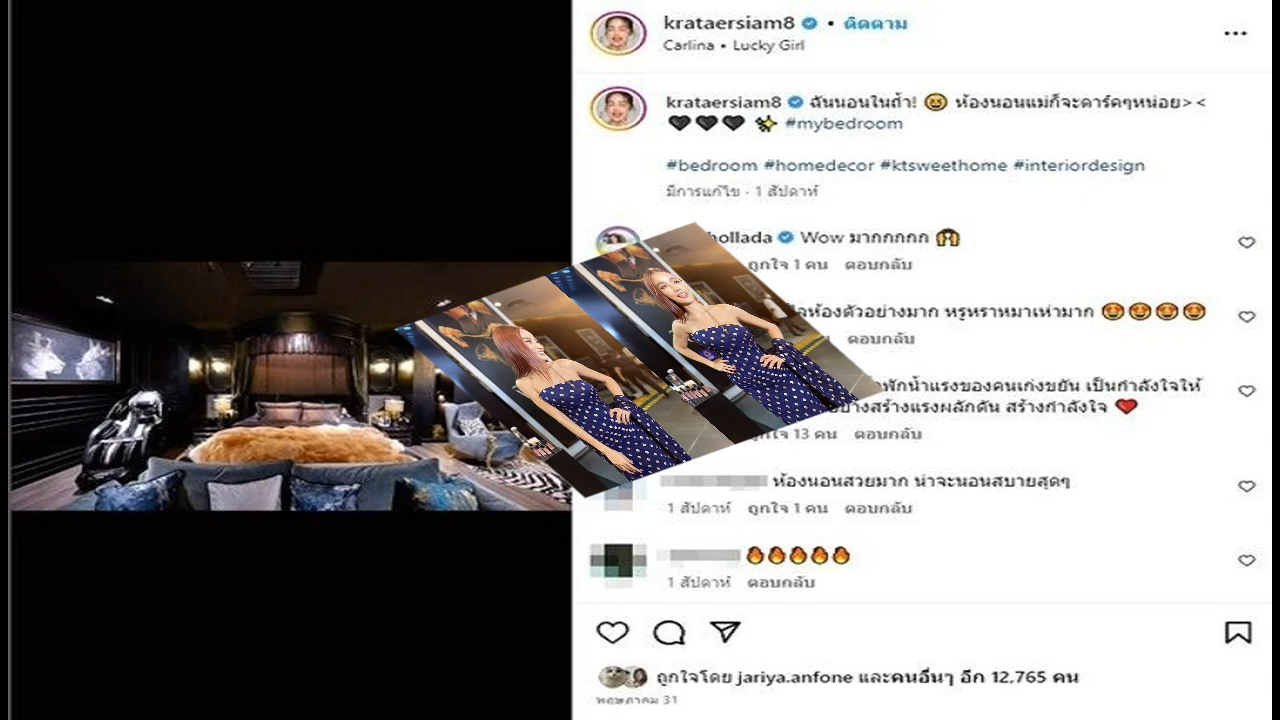 krataersiam8 • ติดตาม
Carlina • Lucky Girl
krataersiam8 ฉันนอนในถ้ำ! 😆 ห้องนอนแม่ก็จะดาร์คๆหน่อย> <
🖤🖤🖤 ✨ #mybedroom
#bedroom #homedecor #ktsweethome #interiordesign
มีการแก้ไข · 1 สัปดาห์
Wow มากกกกก 😱
ถูกใจ 1 คน ตอบกลับ
ห้องตัวอย่างมาก หรูหราหมาเห่ามาก 🤩🤩🤩🤩
ตอบกลับ
พักน้ำแรงของคนเก่งขยัน เป็นกำลังใจให้
สร้างแรงผลักดัน สร้างกำลังใจ ❤️
13 คน ตอบกลับ
ห้องนอนสวยมาก น่าจะนอนสบายสุดๆ
1 สัปดาห์ ถูกใจ 1 คน ตอบกลับ
🔥🔥🔥🔥🔥
1 สัปดาห์ ตอบกลับ
ถูกใจโดย jariya.anfone และคนอื่นๆ อีก 12,765 คน
พฤษภาคม 31